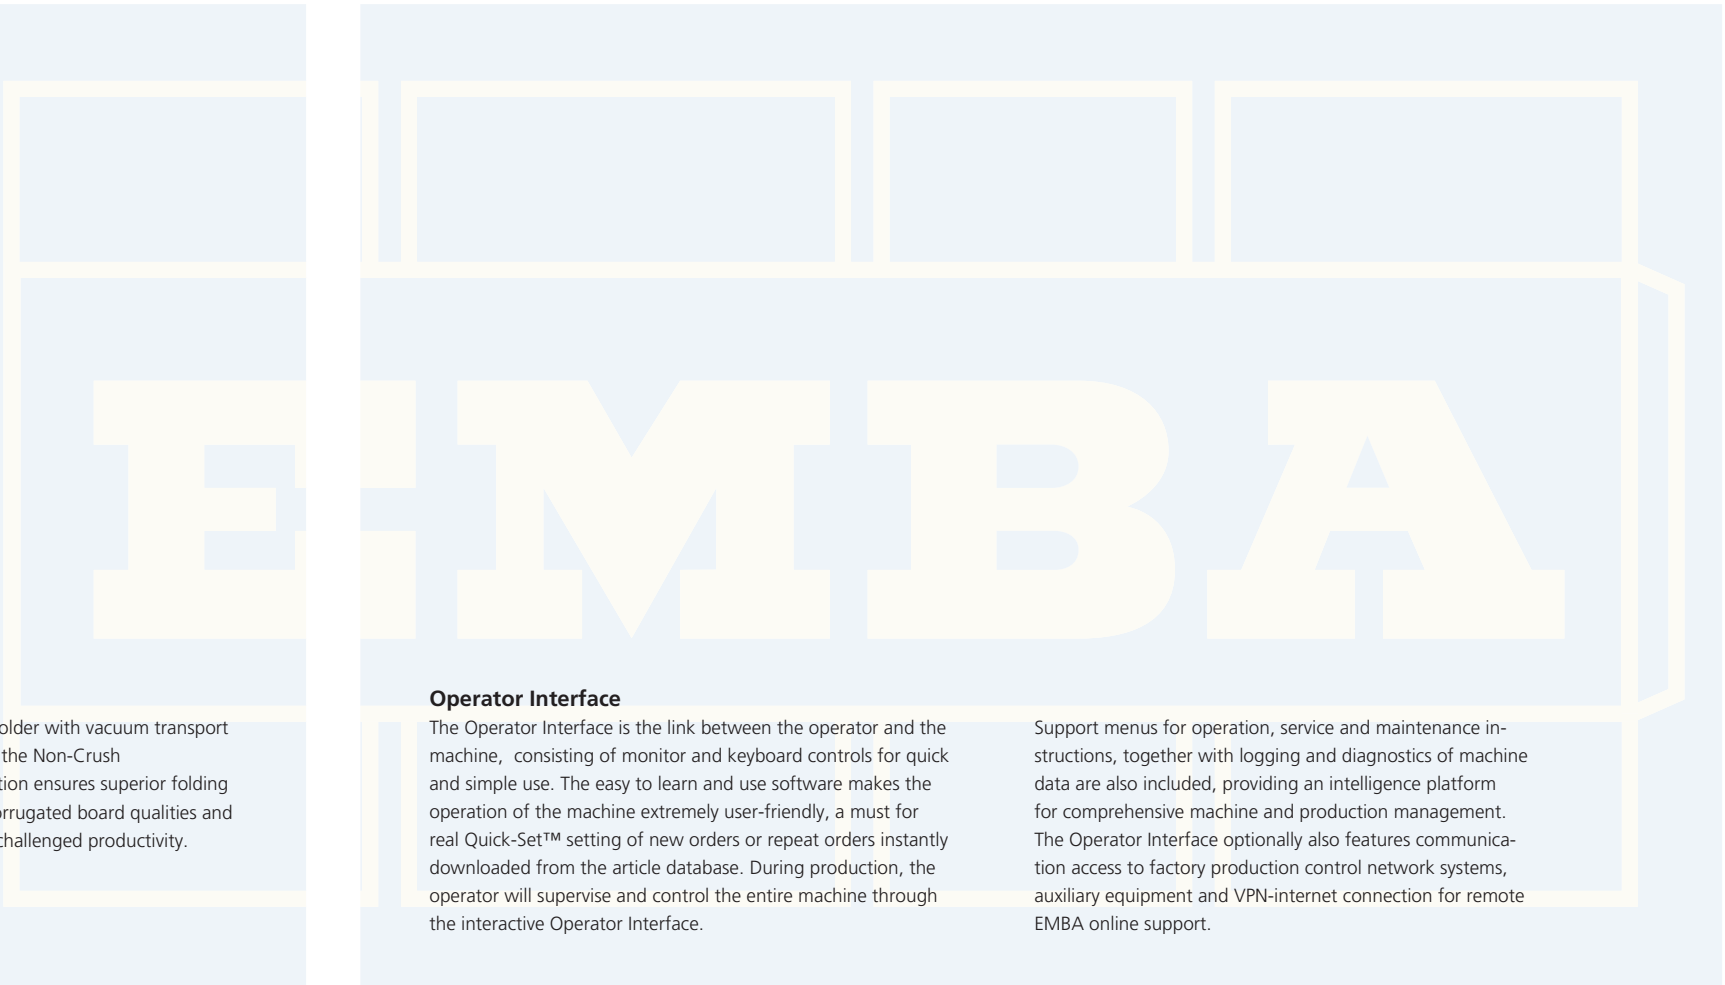 EMBA
older with vacuum transport
the Non-Crush
tion ensures superior folding
orrugated board qualities and
challenged productivity.
Operator Interface
The Operator Interface is the link between the operator and the
machine,  consisting of monitor and keyboard controls for quick
and simple use. The easy to learn and use software makes the
operation of the machine extremely user-friendly, a must for
real Quick-Set™ setting of new orders or repeat orders instantly
downloaded from the article database. During production, the
operator will supervise and control the entire machine through
the interactive Operator Interface.
Support menus for operation, service and maintenance in-
structions, together with logging and diagnostics of machine
data are also included, providing an intelligence platform
for comprehensive machine and production management.
The Operator Interface optionally also features communica-
tion access to factory production control network systems,
auxiliary equipment and VPN-internet connection for remote
EMBA online support.